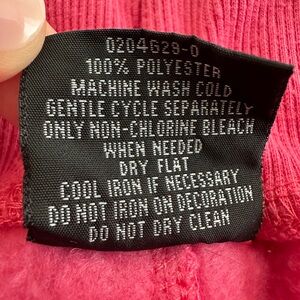 0204629-0
100% POLYESTER
MACHINE WASH COLD
GENTLE CYCLE SEPARATELY
ONLY NON-CHLORINE BLEACH
WHEN NEEDED
DRY FLAT
COOL IRON IF NECESSARY
DO NOT IRON ON DECORATION
DO NOT DRY CLEAN